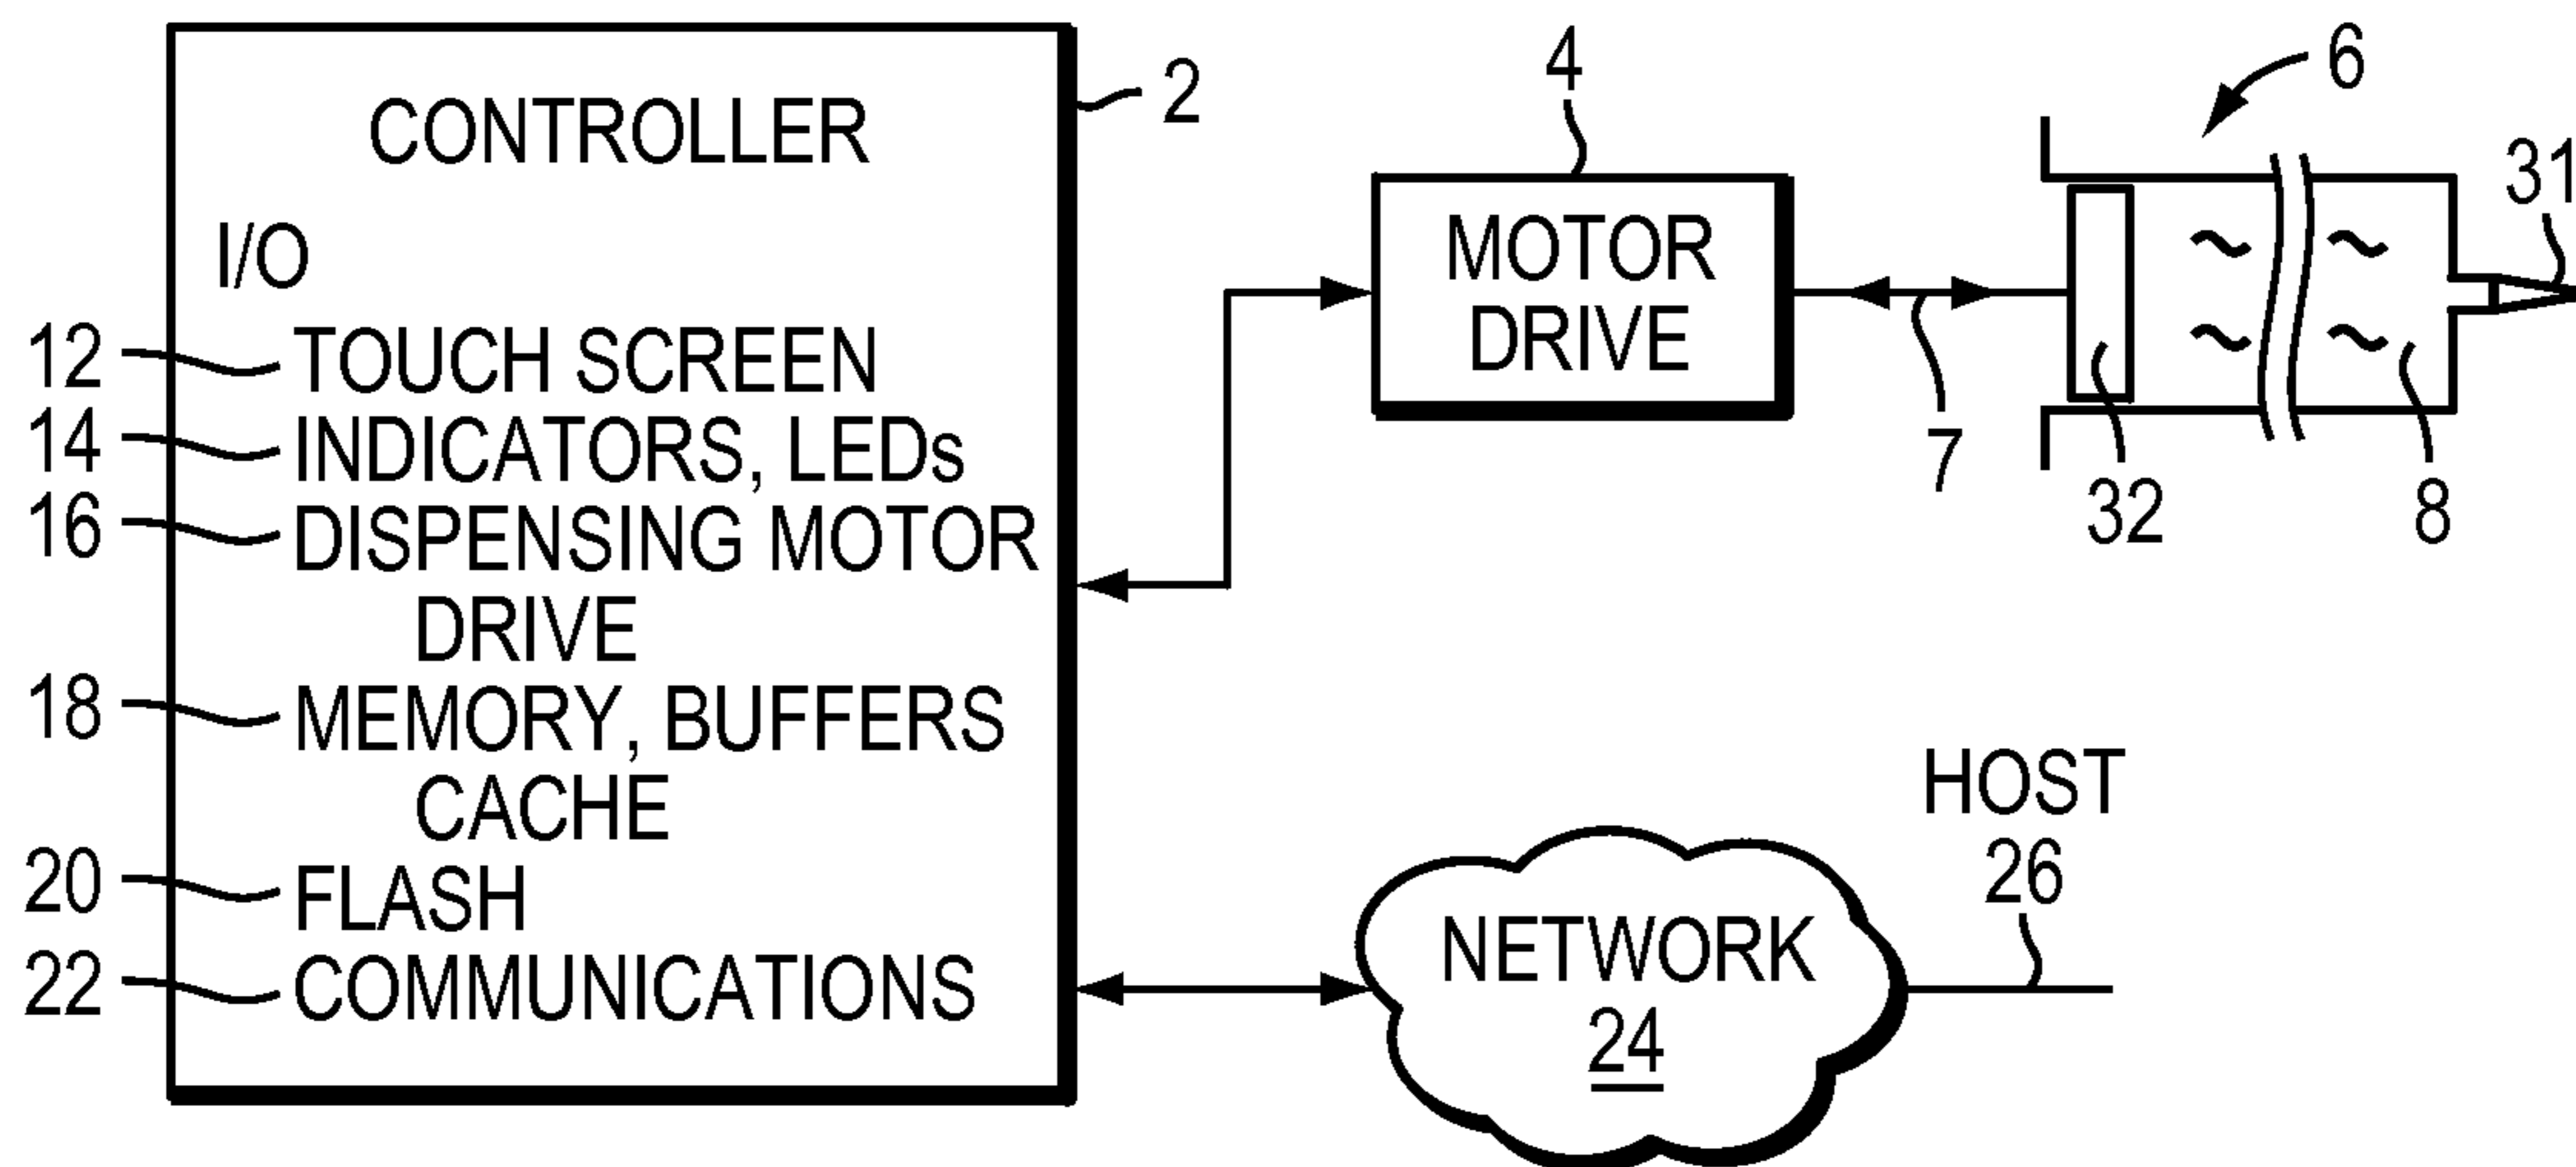 CONTROLLER
2
I/O
12 TOUCH SCREEN
14 INDICATORS, LEDs
16 DISPENSING MOTOR
DRIVE
18 MEMORY, BUFFERS
CACHE
20 FLASH
22 COMMUNICATIONS
4
MOTOR
DRIVE
7
6
31
32
8
NETWORK
24
HOST
26